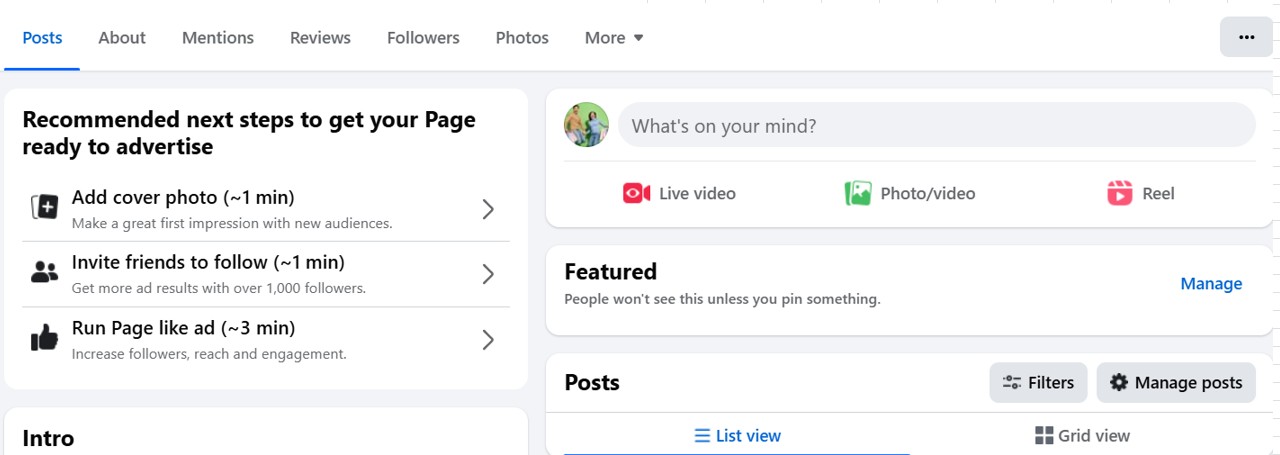 Posts About Mentions Reviews Followers Photos More
Recommended next steps to get your Page
ready to advertise
Add cover photo (~1 min)
Make a great first impression with new audiences.
Invite friends to follow (~1 min)
Get more ad results with over 1,000 followers.
Run Page like ad (~3 min)
Increase followers, reach and engagement.
Intro
What's on your mind?
Live video Photo/video Reel
Featured
People won't see this unless you pin something.
Manage
Posts Filters Manage posts
List view Grid view